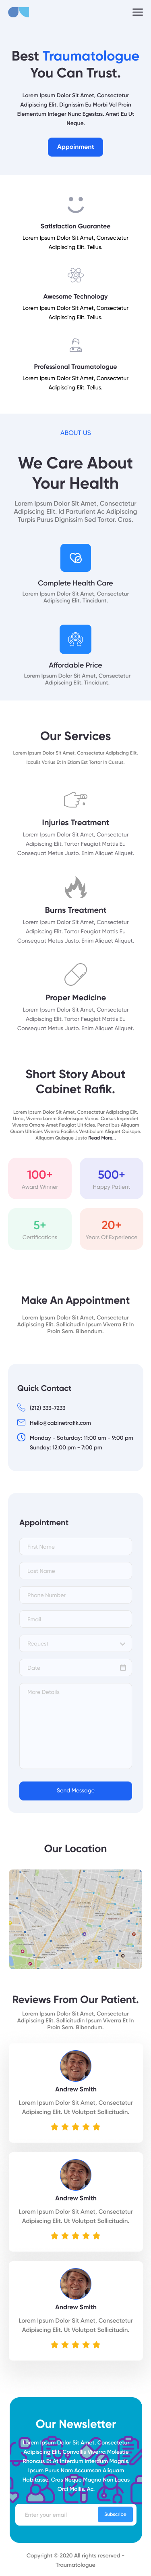 Best Traumatologue
You Can Trust.
Lorem Ipsum Dolor Sit Amet, Consectetur
Adipiscing Elit. Dignissim Eu Morbi Vel Proin
Elementum Integer Nunc Egestas. Amet Eu Ut
Neque.
Appoinment
Satisfaction Guarantee
Lorem Ipsum Dolor Sit Amet, Consectetur
Adipiscing Elit. Tellus.
Awesome Technology
Lorem Ipsum Dolor Sit Amet, Consectetur
Adipiscing Elit. Tellus.
Professional Traumatologue
Lorem Ipsum Dolor Sit Amet, Consectetur
Adipiscing Elit. Tellus.
ABOUT US
We Care About
Your Health
Lorem Ipsum Dolor Sit Amet, Consectetur
Adipiscing Elit. Id Parturient Ac Adipiscing
Turpis Purus Dignissim Sed Tortor. Cras.
Complete Health Care
Lorem Ipsum Dolor Sit Amet, Consectetur
Adipiscing Elit. Tincidunt.
Affordable Price
Lorem Ipsum Dolor Sit Amet, Consectetur
Adipiscing Elit. Tincidunt.
Our Services
Lorem Ipsum Dolor Sit Amet, Consectetur Adipiscing Elit.
Iaculis Varius Et In Etiam Est Tortor In Cursus.
Injuries Treatment
Lorem Ipsum Dolor Sit Amet, Consectetur
Adipiscing Elit. Tortor Feugiat Mattis Eu
Consequat Metus Justo. Enim Aliquet Aliquet.
Burns Treatment
Lorem Ipsum Dolor Sit Amet, Consectetur
Adipiscing Elit. Tortor Feugiat Mattis Eu
Consequat Metus Justo. Enim Aliquet Aliquet.
Proper Medicine
Lorem Ipsum Dolor Sit Amet, Consectetur
Adipiscing Elit. Tortor Feugiat Mattis Eu
Consequat Metus Justo. Enim Aliquet Aliquet.
Short Story About
Cabinet Rafik.
Lorem Ipsum Dolor Sit Amet, Consectetur Adipiscing Elit.
Urna, Viverra Lorem Scelerisque Varius. Cursus Imperdiet
Viverra Ornare Amet Feugiat Ultricies. Penatibus Aliquam
Quam Ultricies Viverra Facilisis Vestibulum Aliquet Quisque.
Aliquam Quisque Justo Read More...
100+
Award Winner
500+
Happy Patient
5+
Certifications
20+
Years Of Experience
Make An Appointment
Lorem Ipsum Dolor Sit Amet, Consectetur
Adipiscing Elit. Sollicitudin Ipsum Viverra Et In
Proin Sem. Bibendum.
Quick Contact
(212) 333-7233
Hello@cabinetrafik.com
Monday - Saturday: 11:00 am - 9:00 pm
Sunday: 12:00 pm - 7:00 pm
Appointment
First Name
Last Name
Phone Number
Email
Request
Date
More Details
Send Message
Our Location
Reviews From Our Patient.
Lorem Ipsum Dolor Sit Amet, Consectetur
Adipiscing Elit. Sollicitudin Ipsum Viverra Et In
Proin Sem. Bibendum.
Andrew Smith
Lorem Ipsum Dolor Sit Amet, Consectetur
Adipiscing Elit. Ut Volutpat Sollicitudin.
Andrew Smith
Lorem Ipsum Dolor Sit Amet, Consectetur
Adipiscing Elit. Ut Volutpat Sollicitudin.
Andrew Smith
Lorem Ipsum Dolor Sit Amet, Consectetur
Adipiscing Elit. Ut Volutpat Sollicitudin.
Our Newsletter
Lorem Ipsum Dolor Sit Amet, Consectetur
Adipiscing Elit. Convallis Viverra Molestie
Rhoncus Et At Interdum Interdum Magnis.
Ipsum Purus Nam Accumsan Aliquam
Habitasse. Cras Neque Magna Non Lacus
Orci Mollis. Ac.
Enter your email
Subscribe
Copyright © 2020 All rights reserved -
Traumatologue